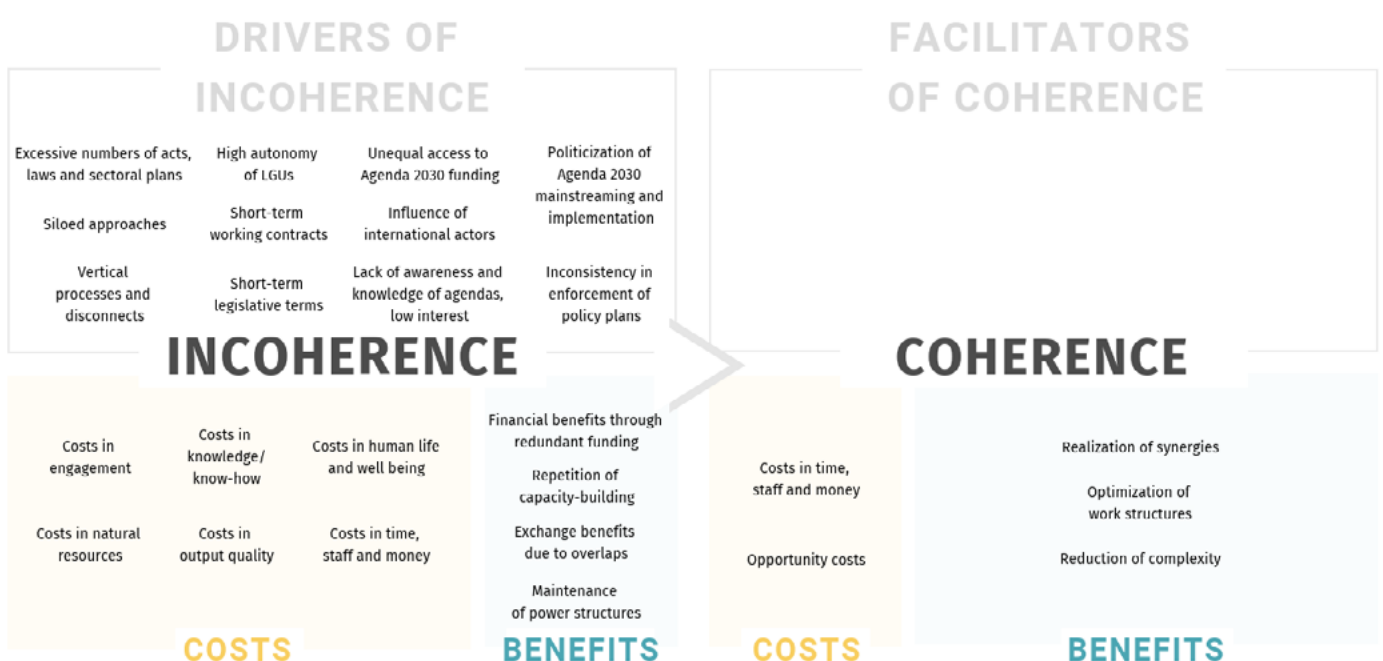 DRIVERS OF
INCOHERENCE
Excessive numbers of acts,
laws and sectoral plans
High autonomy
of LGUs
Unequal access to
Agenda 2030 funding
Politicization of
Agenda 2030
mainstreaming and
implementation
Siloed approaches
Short-term
working contracts
Influence of
international actors
Vertical
processes and
disconnects
Short-term
legislative terms
Lack of awareness and
knowledge of agendas,
low interest
Inconsistency in
enforcement of
policy plans
INCOHERENCE
Costs in
engagement
Costs in
knowledge/
know-how
Costs in human life
and well being
Costs in natural
resources
Costs in
output quality
Costs in time,
staff and money
COSTS
Financial benefits through
redundant funding
Repetition of
capacity-building
Exchange benefits
due to overlaps
Maintenance
of power structures
BENEFITS
FACILITATORS
OF COHERENCE
COHERENCE
Costs in time,
staff and money
Opportunity costs
COSTS
Realization of synergies
Optimization of
work structures
Reduction of complexity
BENEFITS